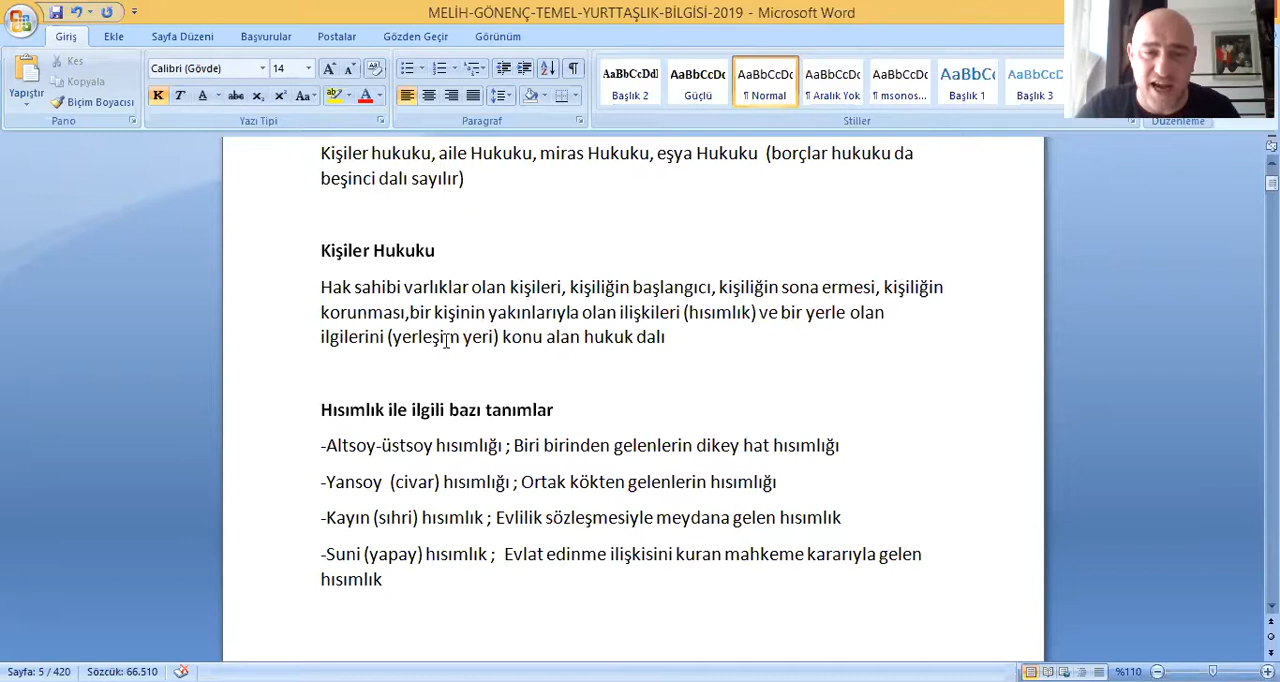 MELİH-GÖNENÇ-TEMEL-YURTTAŞLIK-BİLGİSİ-2019 - Microsoft Word
Giriş Ekle Sayfa Düzeni Başvurular Postalar Gözden Geçir Görünüm
Yapıştır
Kes
Kopyala
Biçim Boyacısı
Pano
Calibri (Gövde) 14
K T A abc x₂ x² Aa
Yazı Tipi
Paragraf
AaBbCcDd AaBbCcDc AaBbCcDc AaBbCcDc AaBbCcDc AaBbCc AaBbCcDc
Başlık 2 Güçlü ¶ Normal ¶ Aralık Yok ¶ msonos... Başlık 1 Başlık 3
Stiller
Düzenleme
Kişiler hukuku, aile Hukuku, miras Hukuku, eşya Hukuku (borçlar hukuku da
beşinci dalı sayılır)
Kişiler Hukuku
Hak sahibi varlıklar olan kişileri, kişiliğin başlangıcı, kişiliğin sona ermesi, kişiliğin
korunması,bir kişinin yakınlarıyla olan ilişkileri (hısımlık) ve bir yerle olan
ilgilerini (yerleşim yeri) konu alan hukuk dalı
Hısımlık ile ilgili bazı tanımlar
-Altsoy-üstsoy hısımlığı ; Biri birinden gelenlerin dikey hat hısımlığı
-Yansoy (civar) hısımlığı ; Ortak kökten gelenlerin hısımlığı
-Kayın (sıhri) hısımlık ; Evlilik sözleşmesiyle meydana gelen hısımlık
-Suni (yapay) hısımlık ; Evlat edinme ilişkisini kuran mahkeme kararıyla gelen
hısımlık
Sayfa: 5 / 420 Sözcük: 66.510 %110